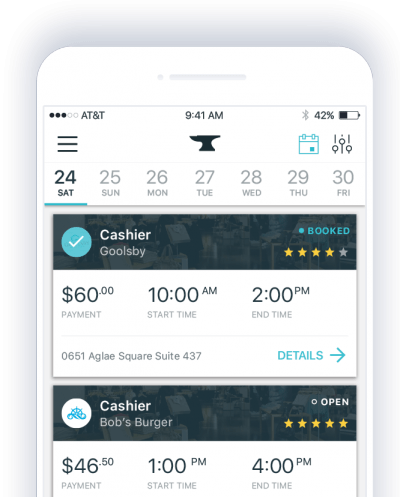 AT&T 9:41 AM 42%
24 25 26 27 28 29 30
SAT SUN MON TUE WED THU FRI
Cashier BOOKED
Goolsby
$60.00 10:00 AM 2:00 PM
PAYMENT START TIME END TIME
0651 Aglae Square Suite 437 DETAILS
Cashier OPEN
Bob's Burger
$46.50 1:00 PM 4:00 PM
PAYMENT START TIME END TIME